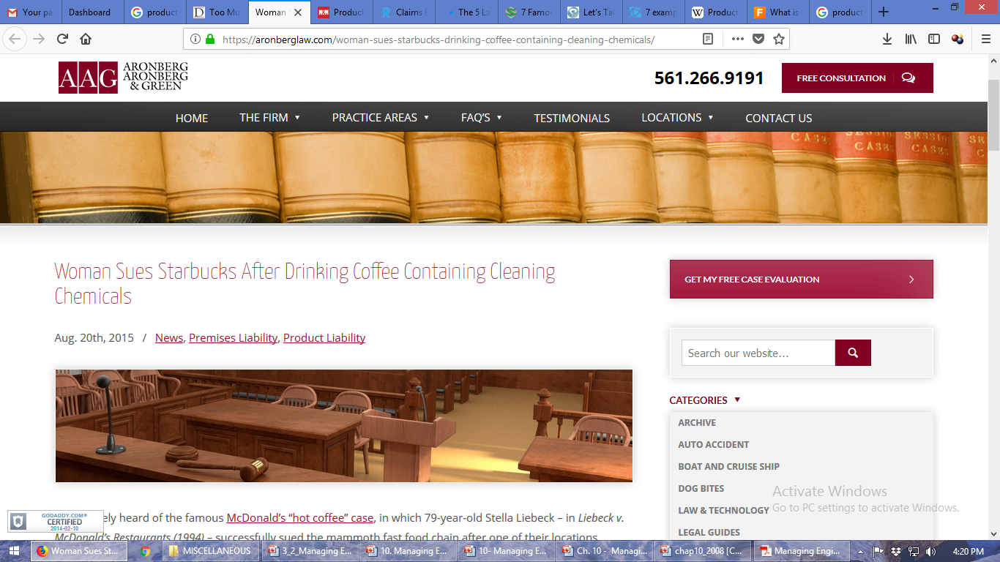 Your pa
Dashboard
product
Too Mu
Woman S
Product
Claims E
The 5 La
7 Famou
Let's Tal
7 examp
Product
What is
product
https://aronberglaw.com/woman-sues-starbucks-drinking-coffee-containing-cleaning-chemicals/
AAG ARONBERG
ARONBERG
& GREEN
561.266.9191
FREE CONSULTATION
HOME THE FIRM PRACTICE AREAS FAQ'S TESTIMONIALS LOCATIONS CONTACT US
CASES
SESSION
CASES
SESSION
CASES
Woman Sues Starbucks After Drinking Coffee Containing Cleaning
Chemicals
Aug. 20th, 2015 / News, Premises Liability, Product Liability
GET MY FREE CASE EVALUATION
Search our website...
CATEGORIES
ARCHIVE
AUTO ACCIDENT
BOAT AND CRUISE SHIP
DOG BITES
LAW & TECHNOLOGY
LEGAL GUIDES
Activate Windows
Go to PC settings to activate Windows.
GODADDY.COM®
CERTIFIED
2014-02-10
ely heard of the famous McDonald's "hot coffee" case, in which 79-year-old Stella Liebeck – in Liebeck v.
McDonald's Restaurants (1994) – successfully sued the mammoth fast food chain after one of their locations
Woman Sues St...
MISCELLANEOUS
3_2_Managing E...
10. Managing E...
10- Managing E...
Ch. 10 - Managi...
chap10_2008 [C...
Managing Engi...
4:20 PM